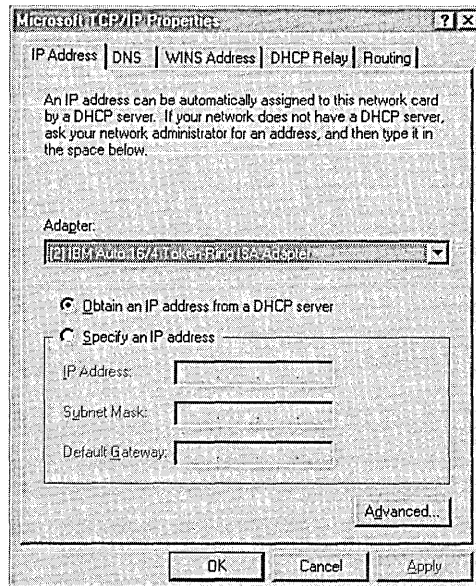 Microsoft TCP/IP Properties
IP Address DNS WINS Address DHCP Relay Routing
An IP address can be automatically assigned to this network card
by a DHCP server. If your network does not have a DHCP server,
ask your network administrator for an address, and then type it in
the space below.
Adapter:
[2] IBM Auto 16/4 Token-Ring ISA Adapter
Obtain an IP address from a DHCP server
Specify an IP address
IP Address:
Subnet Mask:
Default Gateway:
Advanced...
OK Cancel Apply